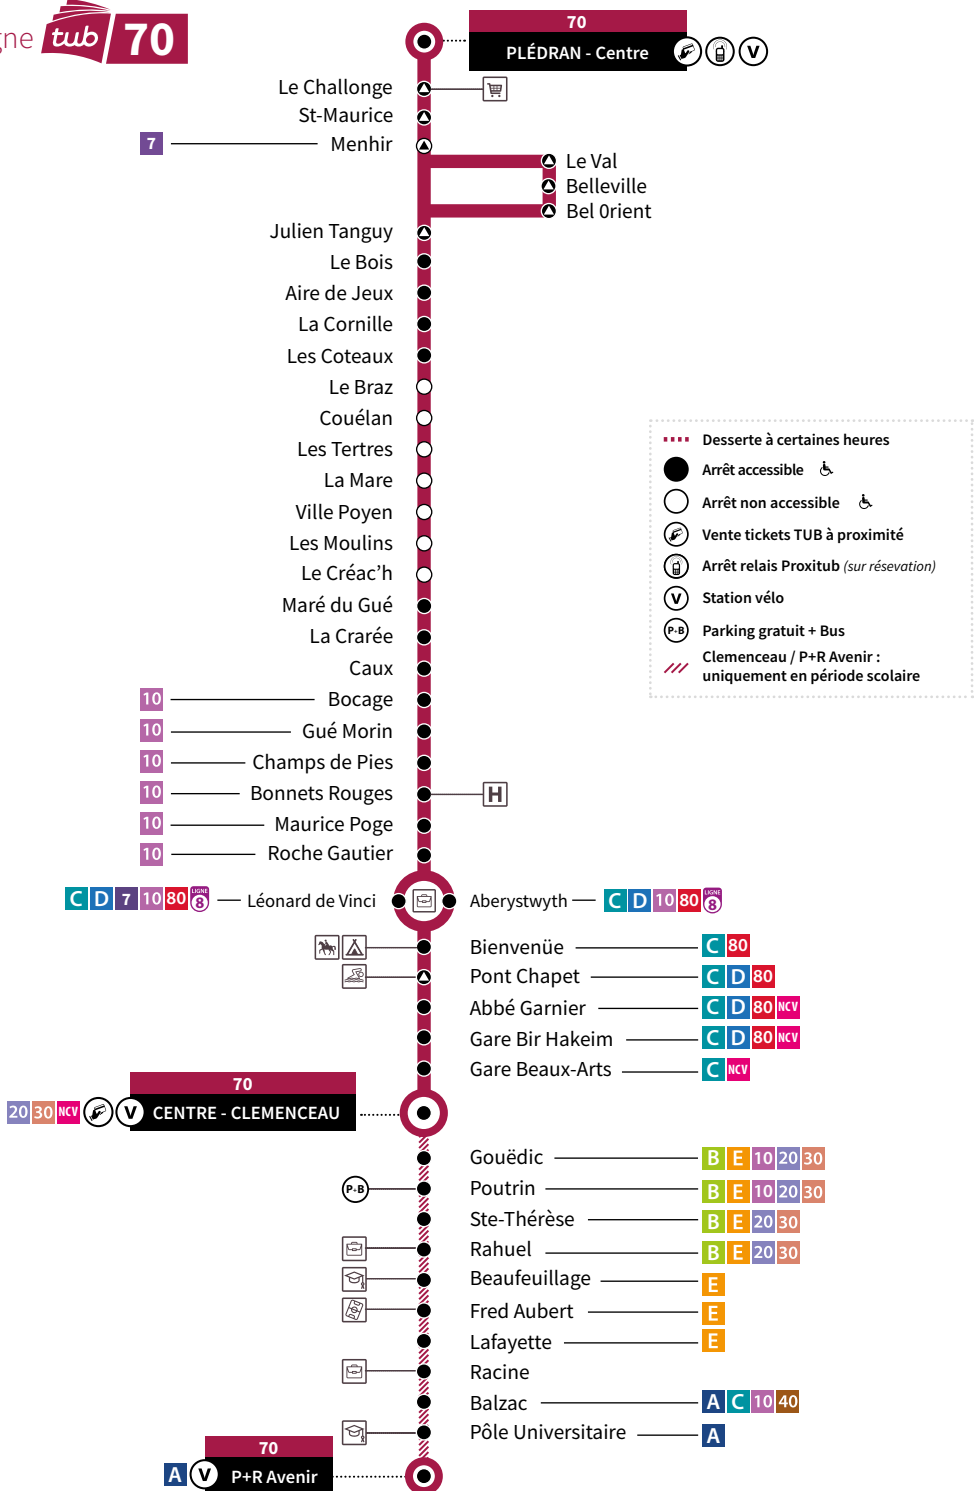 gne tub 70
70
PLÉDRAN - Centre V
Le Challonge
St-Maurice
7 Menhir
Le Val
Belleville
Bel 0rient
Julien Tanguy
Le Bois
Aire de Jeux
La Cornille
Les Coteaux
Le Braz
Couélan
Les Tertres
La Mare
Ville Poyen
Les Moulins
Le Créac’h
Maré du Gué
La Crarée
Caux
10 Bocage
10 Gué Morin
10 Champs de Pies
10 Bonnets Rouges H
10 Maurice Poge
10 Roche Gautier
C D 7 10 80 LIGNE 8 Léonard de Vinci
Aberystwyth C D 10 80 LIGNE 8
Bienvenüe C 80
Pont Chapet C D 80
Abbé Garnier C D 80 NCV
Gare Bir Hakeim C D 80 NCV
Gare Beaux-Arts C NCV
70
20 30 NCV V CENTRE - CLEMENCEAU
Gouëdic B E 10 20 30
P+B Poutrin B E 10 20 30
Ste-Thérèse B E 20 30
Rahuel B E 20 30
Beaufeuillage E
Fred Aubert E
Lafayette E
Racine
Balzac A C 10 40
Pôle Universitaire A
70
A V P+R Avenir
Desserte à certaines heures
Arrêt accessible
Arrêt non accessible
Vente tickets TUB à proximité
Arrêt relais Proxitub (sur résevation)
V Station vélo
P+B Parking gratuit + Bus
Clemenceau / P+R Avenir :
uniquement en période scolaire